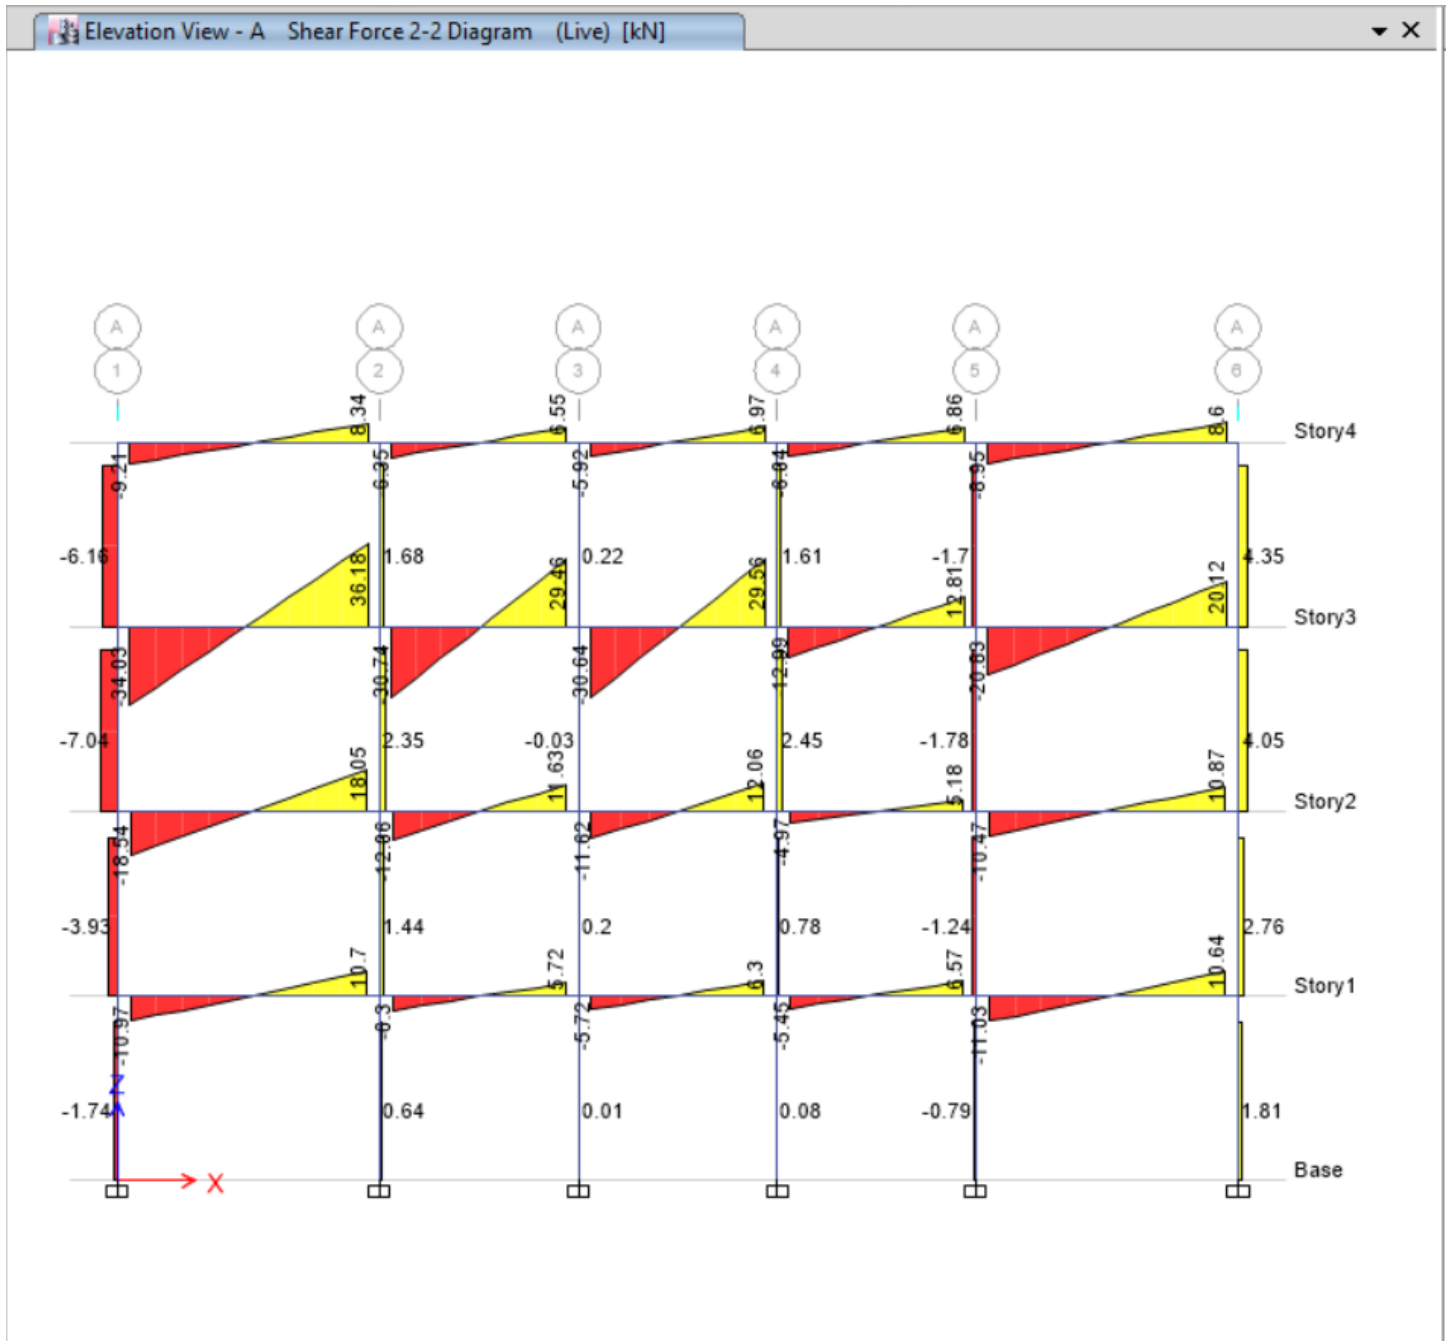 Elevation View - A Shear Force 2-2 Diagram (Live) [kN]
A A A A A A
1 2 3 4 5 6
8.34 6.55 6.97 6.86 8.6
Story4
-9.21 -6.35 -5.92 -6.84 -8.95
-6.16 1.68 0.22 1.61 -1.7 4.35
36.18 29.46 29.56 12.81 20.12
Story3
-34.03 -30.74 -30.64 -12.99 -20.83
-7.04 2.35 -0.03 2.45 -1.78 4.05
18.05 11.63 12.06 5.18 10.87
Story2
-18.54 -12.06 -11.62 -4.97 -10.47
-3.93 1.44 0.2 0.78 -1.24 2.76
10.7 5.72 6.3 6.57 10.64
Story1
-10.97 -6.3 -5.72 -5.45 -11.03
Z
-1.74 0.64 0.01 0.08 -0.79 1.81
Base
X